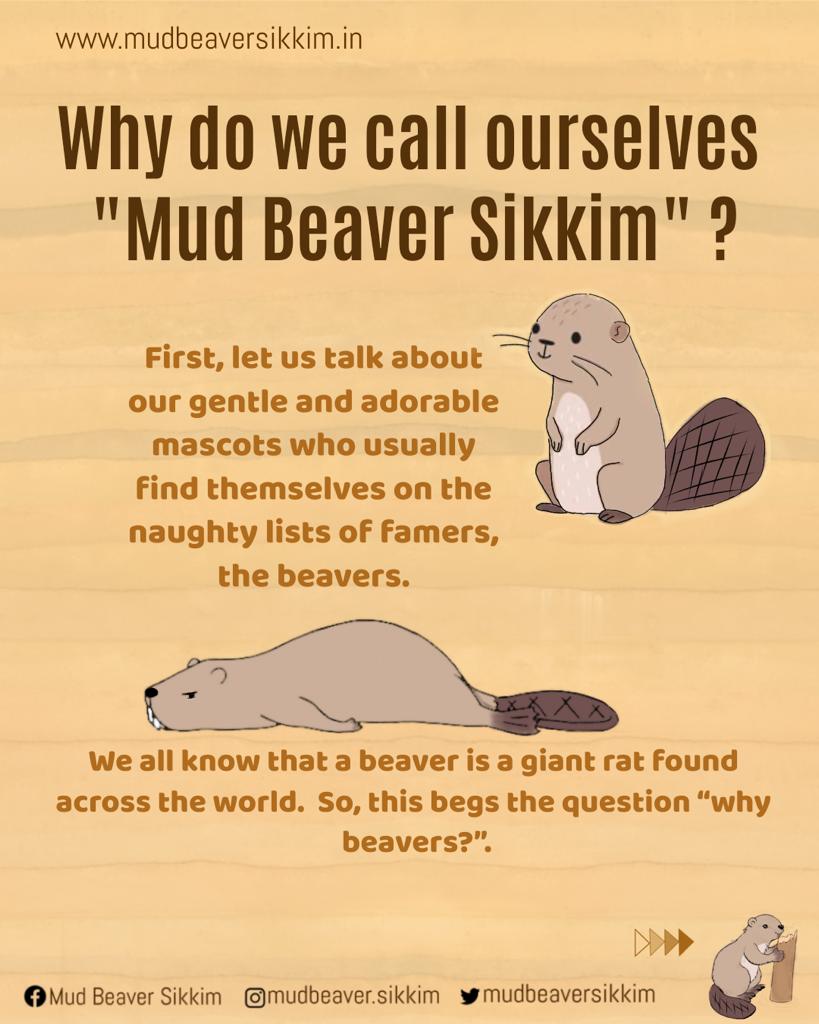 www.mudbeaversikkim.in
Why do we call ourselves
"Mud Beaver Sikkim" ?
First, let us talk about
our gentle and adorable
mascots who usually
find themselves on the
naughty lists of famers,
the beavers.
We all know that a beaver is a giant rat found
across the world.  So, this begs the question “why
beavers?”.
Mud Beaver Sikkim mudbeaver.sikkim mudbeaversikkim